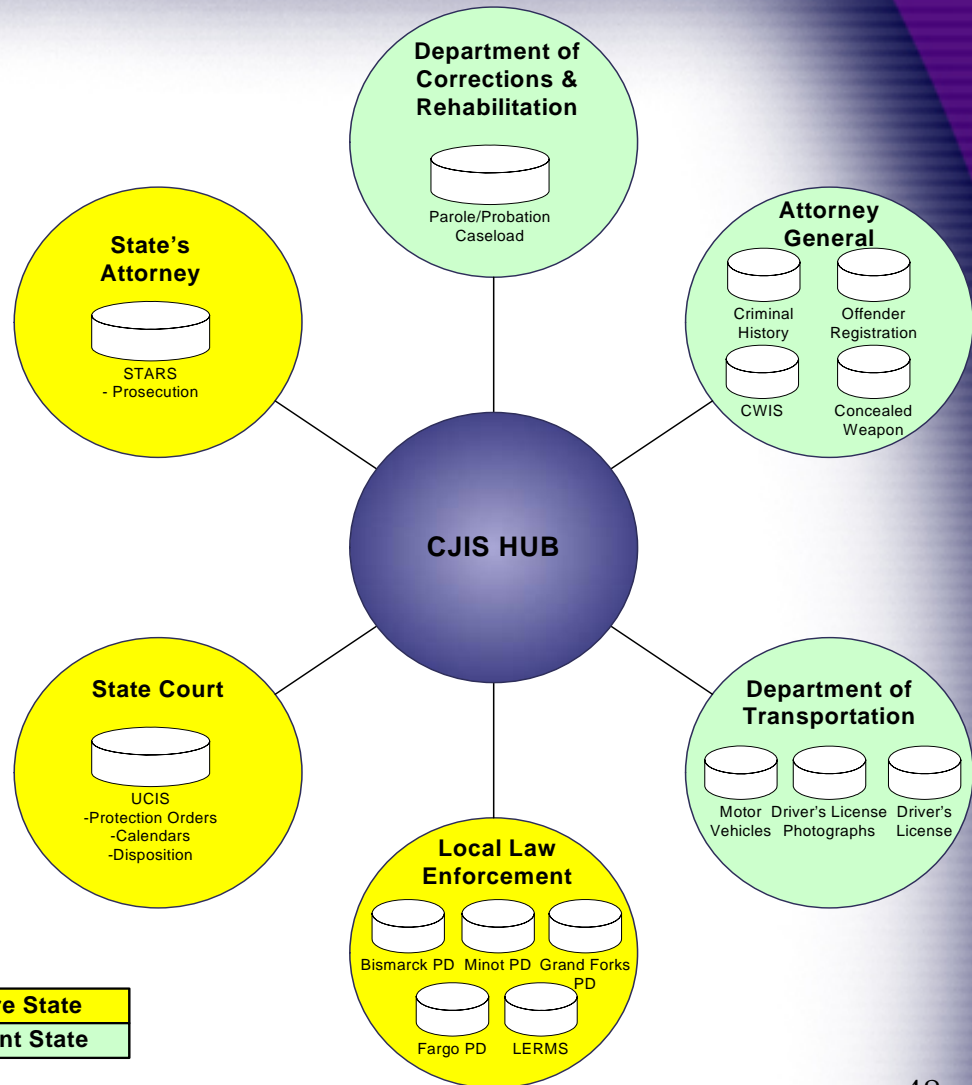 Department of
Corrections &
Rehabilitation
Parole/Probation
Caseload
State's
Attorney
STARS
- Prosecution
Attorney
General
Criminal
History
Offender
Registration
CWIS
Concealed
Weapon
CJIS HUB
State Court
UCIS
-Protection Orders
-Calendars
-Disposition
Department of
Transportation
Motor
Vehicles
Driver's License
Photographs
Driver's
License
Local Law
Enforcement
Bismarck PD
Minot PD
Grand Forks
PD
Fargo PD
LERMS
State
State